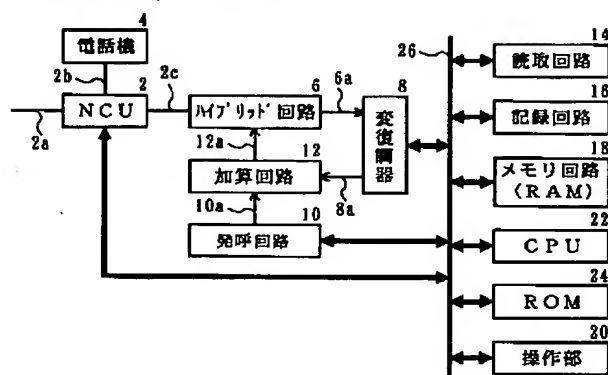 4
電話機
2b
2
2c
NCU
2a
6
ハイブリッド回路
6a
8
変復調器
12a
12
加算回路
8a
10a
10
発呼回路
26
14
読取回路
16
記録回路
18
メモリ回路
(RAM)
22
CPU
24
ROM
20
操作部